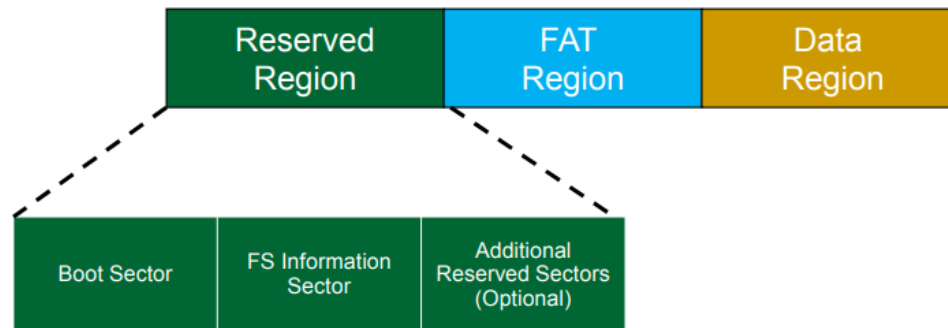 Reserved
Region
FAT
Region
Data
Region
Boot Sector
FS Information
Sector
Additional
Reserved Sectors
(Optional)